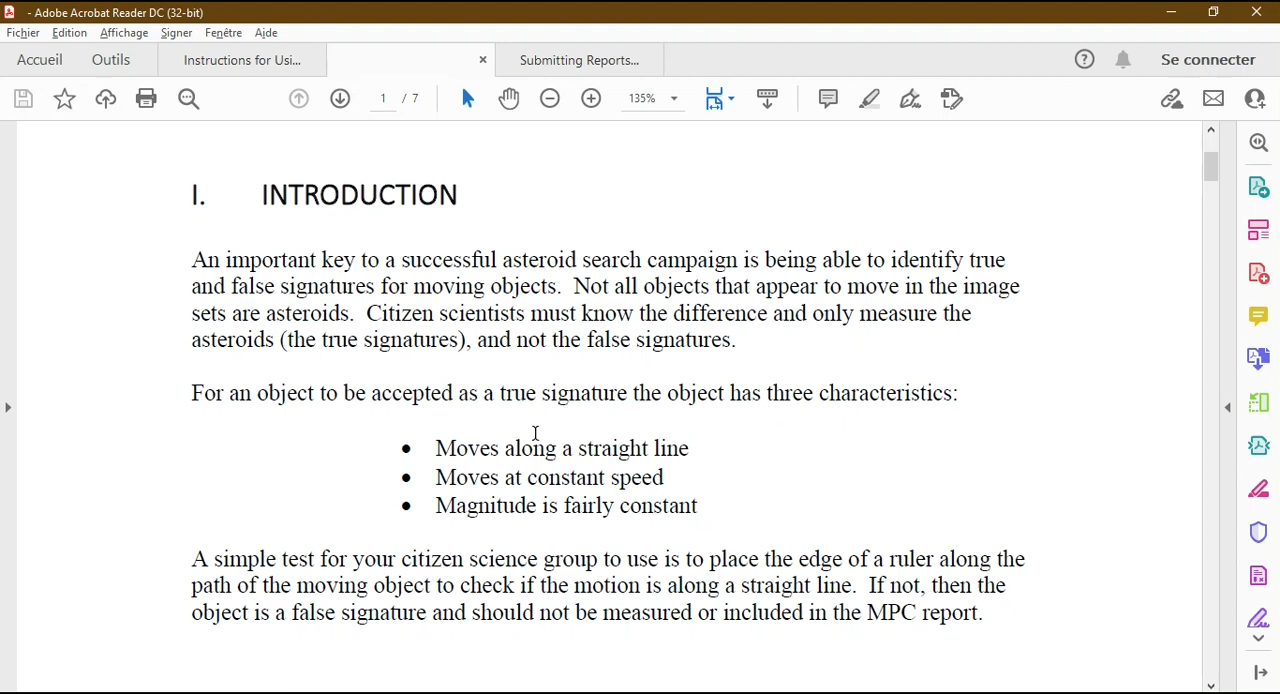 - Adobe Acrobat Reader DC (32-bit)
Fichier Edition Affichage Signer Fenêtre Aide
Accueil Outils Instructions for Usi... Submitting Reports... Se connecter
1 / 7 135%
I. INTRODUCTION
An important key to a successful asteroid search campaign is being able to identify true
and false signatures for moving objects. Not all objects that appear to move in the image
sets are asteroids. Citizen scientists must know the difference and only measure the
asteroids (the true signatures), and not the false signatures.
For an object to be accepted as a true signature the object has three characteristics:
• Moves along a straight line
• Moves at constant speed
• Magnitude is fairly constant
A simple test for your citizen science group to use is to place the edge of a ruler along the
path of the moving object to check if the motion is along a straight line. If not, then the
object is a false signature and should not be measured or included in the MPC report.